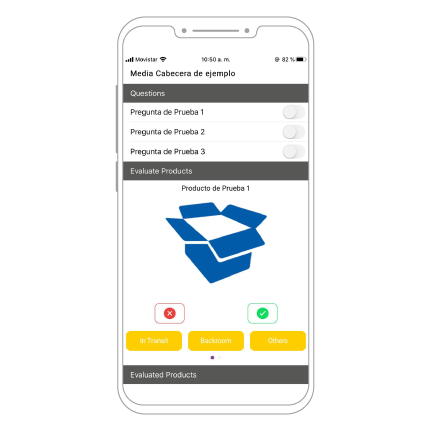 Movistar 10:50 a. m. 82 %
Media Cabecera de ejemplo
Questions
Pregunta de Prueba 1
Pregunta de Prueba 2
Pregunta de Prueba 3
Evaluate Products
Producto de Prueba 1
In Transit Backroom Others
Evaluated Products